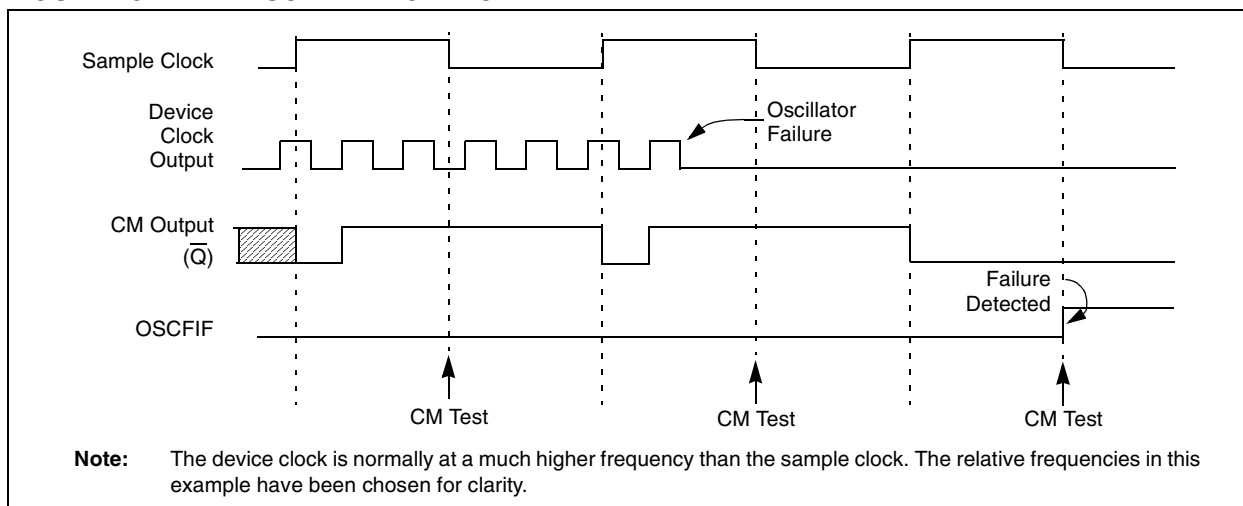 Sample Clock
Device
Clock
Output
Oscillator
Failure
CM Output
(Q̅)
Failure
Detected
OSCFIF
CM Test
CM Test
CM Test
Note: The device clock is normally at a much higher frequency than the sample clock. The relative frequencies in this
example have been chosen for clarity.